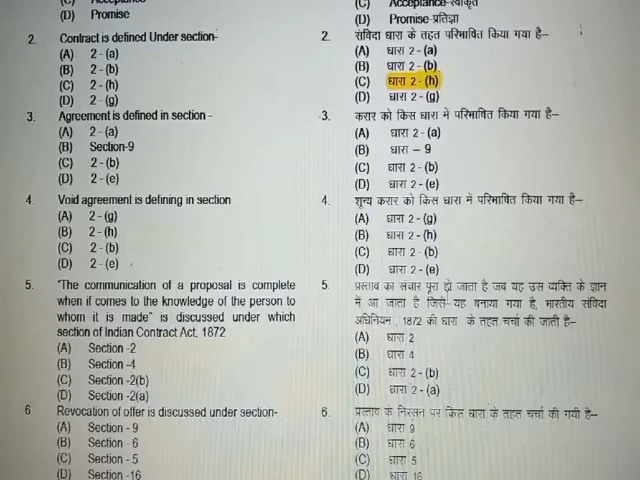 (D) Promise
2. Contract is defined Under section-
(A) 2 - (a)
(B) 2 - (b)
(C) 2 - (h)
(D) 2 - (g)
3. Agreement is defined in section -
(A) 2 - (a)
(B) Section-9
(C) 2 - (b)
(D) 2 - (e)
4. Void agreement is defining in section
(A) 2 - (g)
(B) 2 - (h)
(C) 2 - (b)
(D) 2 - (e)
5. "The communication of a proposal is complete
when if comes to the knowledge of the person to
whom it is made" is discussed under which
section of Indian Contract Act, 1872
(A) Section -2
(B) Section -4
(C) Section -2(b)
(D) Section -2(a)
6 Revocation of offer is discussed under section-
(A) Section - 9
(B) Section - 6
(C) Section - 5
(D) Section -16
(C) Acceptance-स्वीकृत
(D) Promise-प्रतिज्ञा
2. संविदा धारा के तहत परिभाषित किया गया है–
(A) धारा 2 - (a)
(B) धारा 2 - (b)
(C) धारा 2 - (h)
(D) धारा 2 - (g)
3. करार को किस धारा में परिभाषित किया गया है–
(A) धारा 2 - (a)
(B) धारा – 9
(C) धारा 2 - (b)
(D) धारा 2 - (e)
4. शून्य करार को किस धारा में परिभाषित किया गया है–
(A) धारा 2 - (g)
(B) धारा 2 - (h)
(C) धारा 2 - (b)
(D) धारा 2 - (e)
5. प्रस्ताव का संचार पूरा हो जाता है जब यह उस व्यक्ति के ज्ञान
में आ जाता है जिसे यह बनाया गया है, भारतीय संविदा
अधिनियम , 1872 की धारा के तहत चर्चा की जाती है–
(A) धारा 2
(B) धारा 4
(C) धारा 2 - (b)
(D) धारा 2 - (a)
6. प्रस्ताव के निरसन पर किस धारा के तहत चर्चा की गयी है–
(A) धारा 9
(B) धारा 6
(C) धारा 5
(D) धारा 16